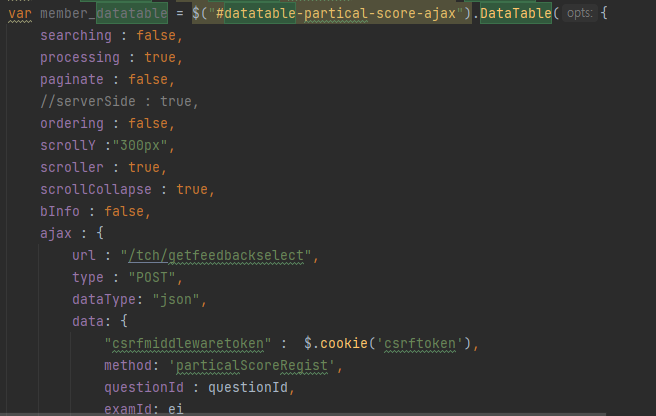 var member_datatable = $("#datatable-partical-score-ajax").DataTable( opts: {
searching : false,
processing : true,
paginate : false,
//serverSide : true,
ordering : false,
scrollY :"300px",
scroller : true,
scrollCollapse : true,
bInfo : false,
ajax : {
url : "/tch/getfeedbackselect",
type : "POST",
dataType: "json",
data: {
"csrfmiddlewaretoken" :  $.cookie('csrftoken'),
method: 'particalScoreRegist',
questionId : questionId,
examId: ei